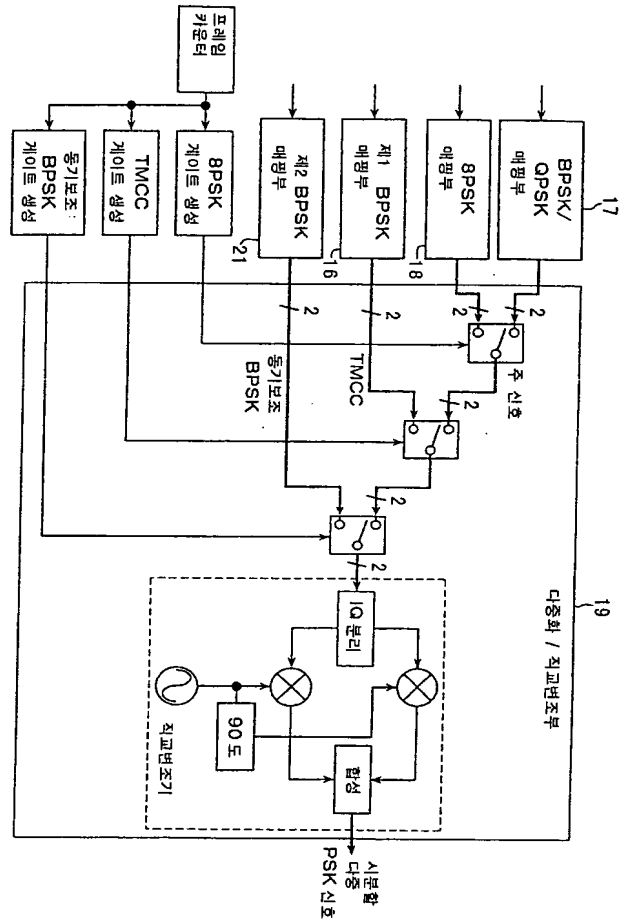 BPSK/
QPSK
매핑부
17
8PSK
매핑부
18
제1 BPSK
매핑부
16
제2 BPSK
매핑부
21
프레임
카운터
8PSK
게이트 생성
TMCC
게이트 생성
동기보조:
BPSK
게이트 생성
2
2
2
2
주 신호
2
TMCC
2
동기보조
BPSK
2
다중화 / 직교변조부
19
IQ 분리
90 도
합성
직교변조기
시분할
다중
PSK 신호